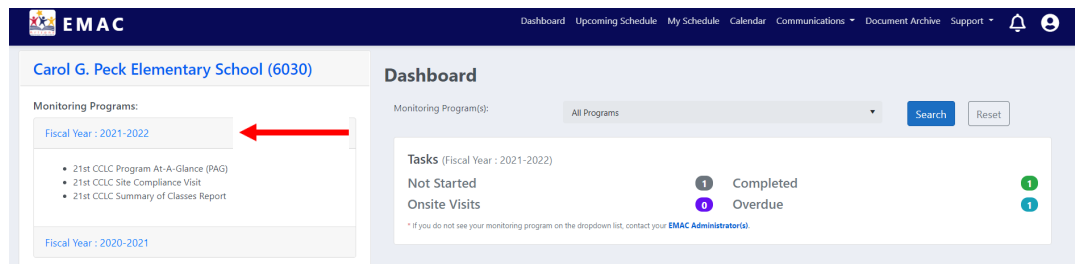 EMAC
Dashboard Upcoming Schedule My Schedule Calendar Communications Document Archive Support
Carol G. Peck Elementary School (6030)
Monitoring Programs:
Fiscal Year : 2021-2022
21st CCLC Program At-A-Glance (PAG)
21st CCLC Site Compliance Visit
21st CCLC Summary of Classes Report
Fiscal Year : 2020-2021
Dashboard
Monitoring Program(s): All Programs Search Reset
Tasks (Fiscal Year : 2021-2022)
Not Started 1 Completed 1
Onsite Visits 0 Overdue 1
* If you do not see your monitoring program on the dropdown list, contact your EMAC Administrator(s).